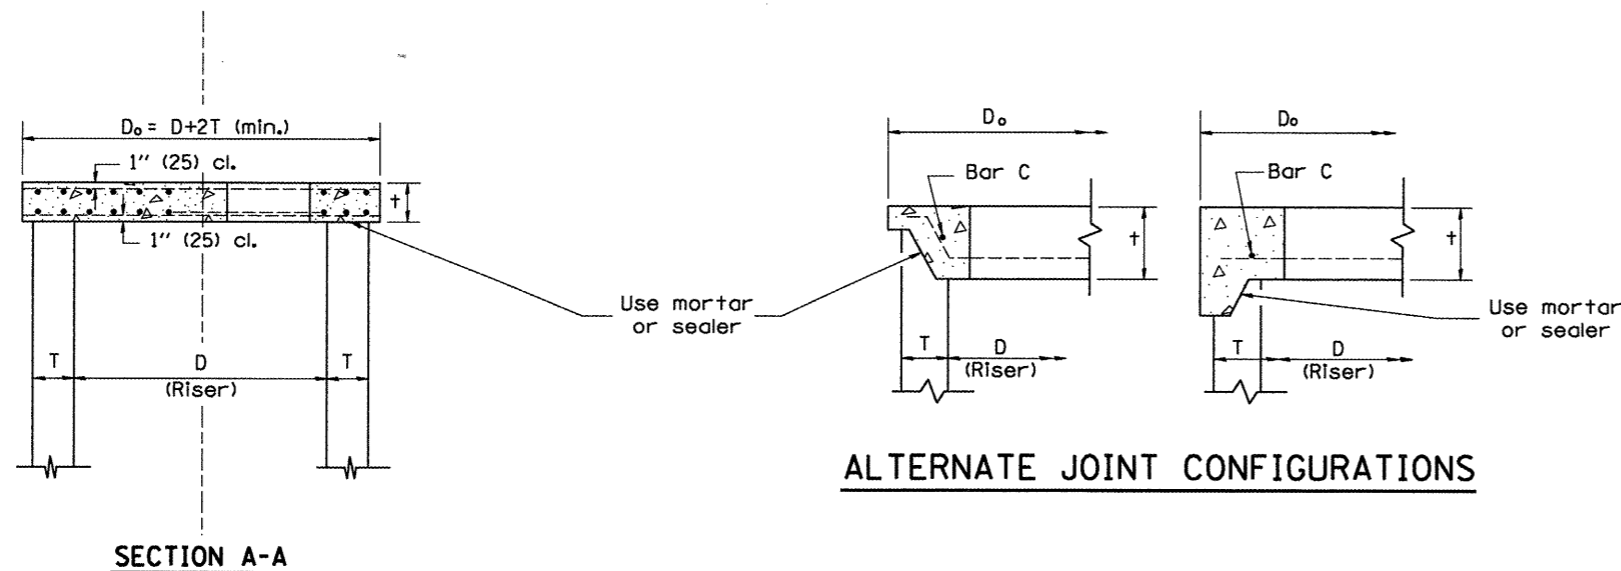 Do = D+2T (min.)
1" (25) cl.
t
1" (25) cl.
T
D
T
(Riser)
SECTION A-A
Use mortar
or sealer
Do
Bar C
t
T
D
(Riser)
Do
Bar C
t
T
D
(Riser)
Use mortar
or sealer
ALTERNATE JOINT CONFIGURATIONS